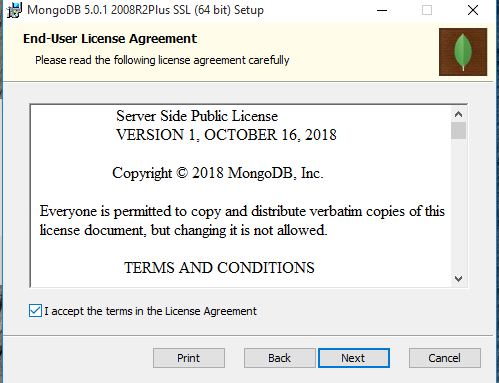 MongoDB 5.0.1 2008R2Plus SSL (64 bit) Setup
End-User License Agreement
Please read the following license agreement carefully
Server Side Public License
VERSION 1, OCTOBER 16, 2018
Copyright © 2018 MongoDB, Inc.
Everyone is permitted to copy and distribute verbatim copies of this
license document, but changing it is not allowed.
TERMS AND CONDITIONS
I accept the terms in the License Agreement
Print
Back
Next
Cancel